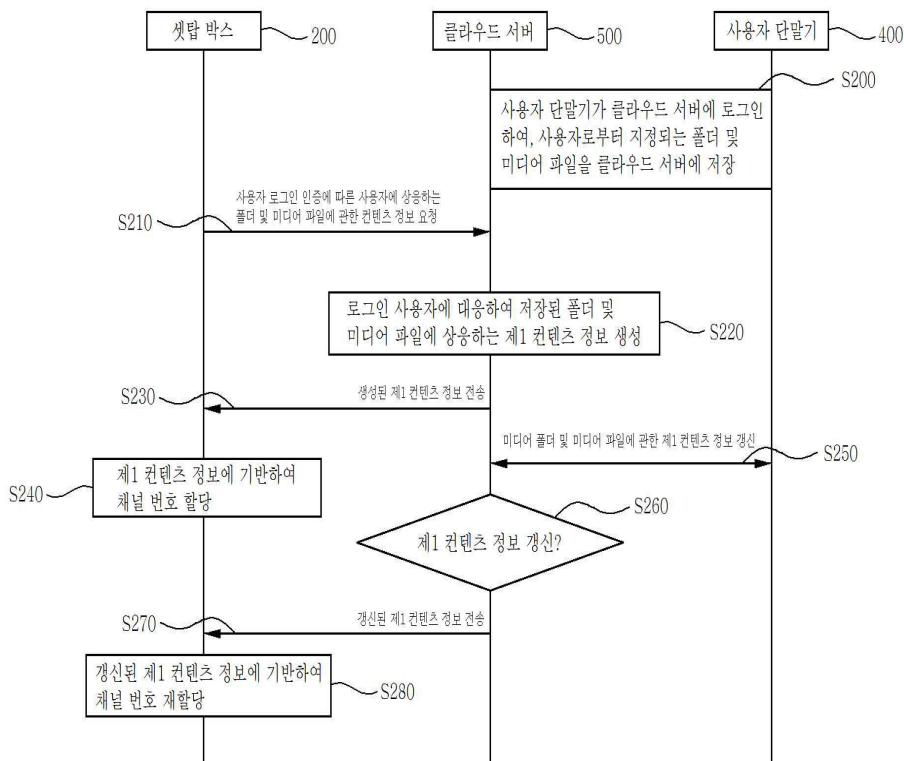 셋탑 박스
200
클라우드 서버
500
사용자 단말기
400
S200
사용자 단말기가 클라우드 서버에 로그인
하여, 사용자로부터 지정되는 폴더 및
미디어 파일을 클라우드 서버에 저장
사용자 로그인 인증에 따른 사용자에 상응하는
폴더 및 미디어 파일에 관한 컨텐츠 정보 요청
S210
로그인 사용자에 대응하여 저장된 폴더 및
미디어 파일에 상응하는 제1 컨텐츠 정보 생성
S220
생성된 제1 컨텐츠 정보 전송
S230
미디어 폴더 및 미디어 파일에 관한 제1 컨텐츠 정보 갱신
S250
제1 컨텐츠 정보에 기반하여
채널 번호 할당
S240
S260
제1 컨텐츠 정보 갱신?
갱신된 제1 컨텐츠 정보 전송
S270
갱신된 제1 컨텐츠 정보에 기반하여
채널 번호 재할당
S280